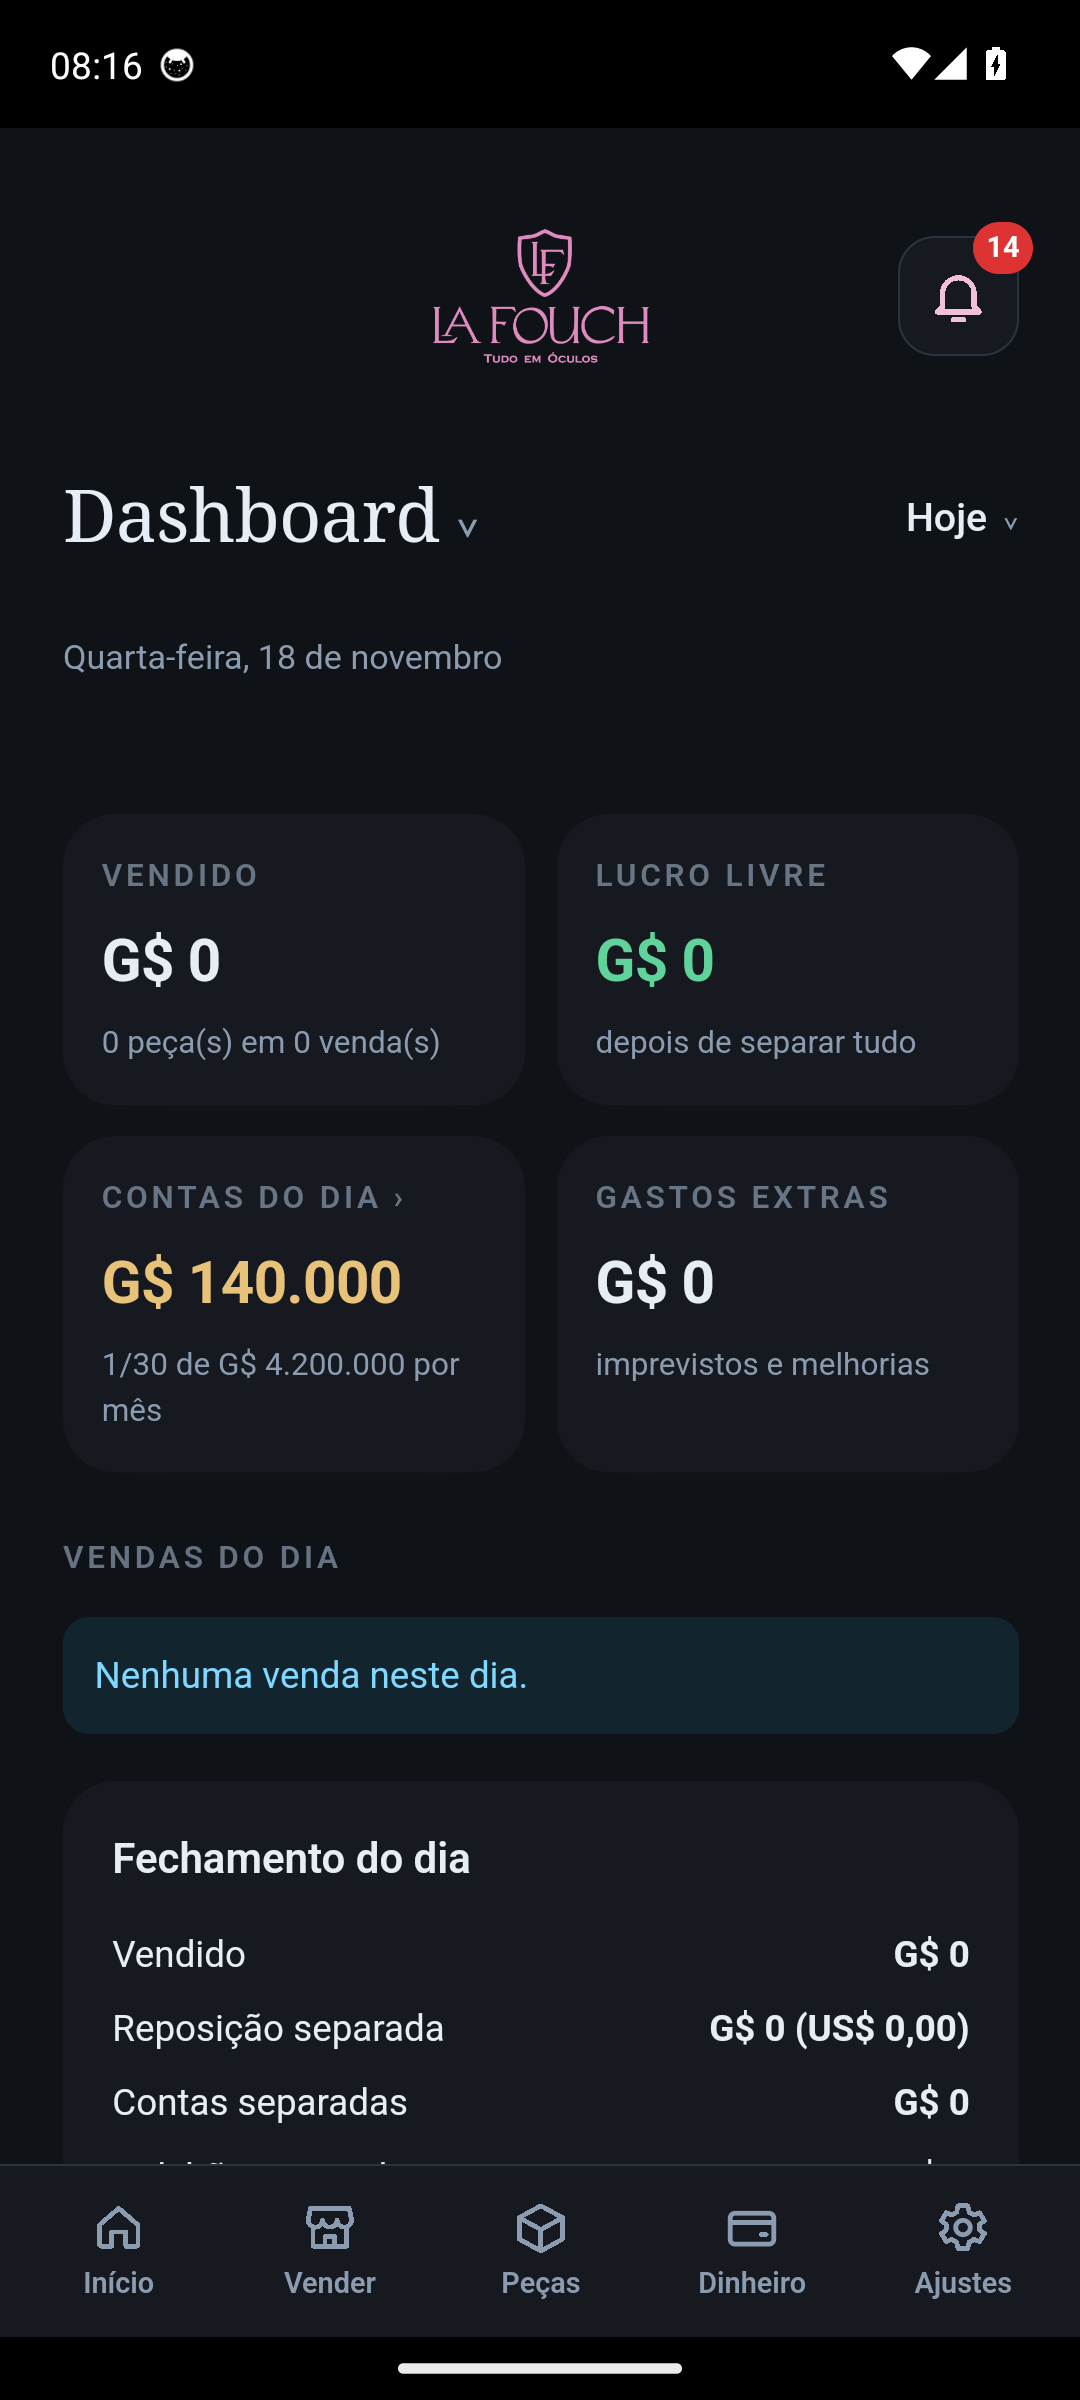 08:16
14
LF
LA FOUCH
TUDO EM ÓCULOS
Dashboard
Hoje
Quarta-feira, 18 de novembro
VENDIDO
G$ 0
0 peça(s) em 0 venda(s)
LUCRO LIVRE
G$ 0
depois de separar tudo
CONTAS DO DIA ›
G$ 140.000
1/30 de G$ 4.200.000 por
mês
GASTOS EXTRAS
G$ 0
imprevistos e melhorias
VENDAS DO DIA
Nenhuma venda neste dia.
Fechamento do dia
Vendido G$ 0
Reposição separada G$ 0 (US$ 0,00)
Contas separadas G$ 0
Início
Vender
Peças
Dinheiro
Ajustes